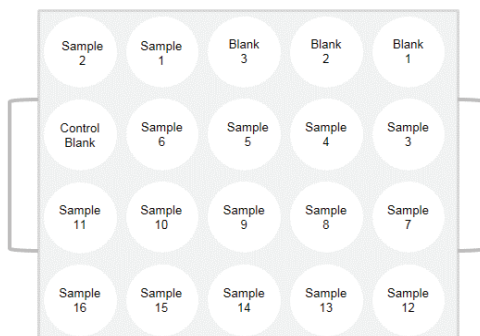 Sample
2
Sample
1
Blank
3
Blank
2
Blank
1
Control
Blank
Sample
6
Sample
5
Sample
4
Sample
3
Sample
11
Sample
10
Sample
9
Sample
8
Sample
7
Sample
16
Sample
15
Sample
14
Sample
13
Sample
12